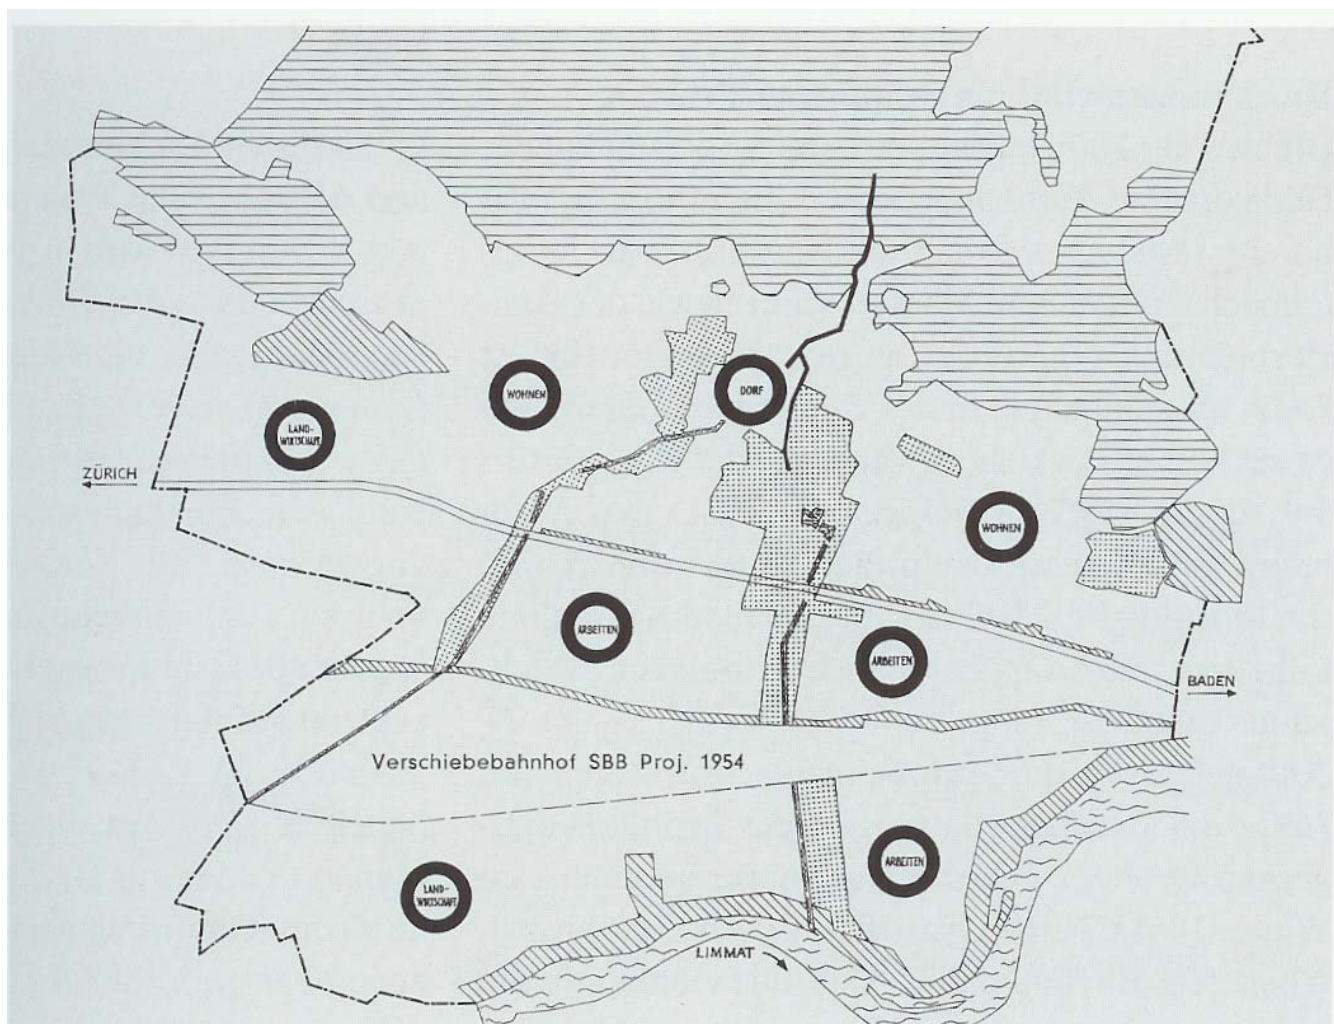 WOHNEN
DORF
LAND-
WIRTSCHAFT
ZÜRICH
WOHNEN
ARBEITEN
ARBEITEN
BADEN
Verschiebebahnhof SBB Proj. 1954
ARBEITEN
LAND-
WIRTSCHAFT
LIMMAT